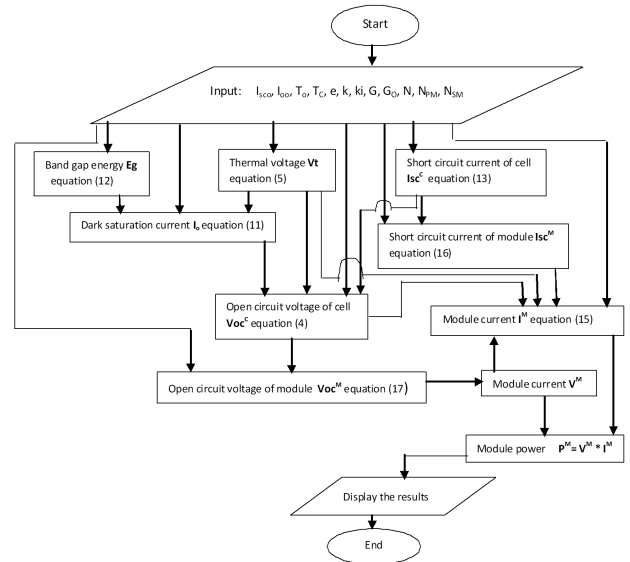 Start
Input: Isco, Ioo, To, TC, e, k, ki, G, GO, N, NPM, NSM
Band gap energy Eg
equation (12)
Thermal voltage Vt
equation (5)
Short circuit current of cell
Iscᶜ equation (13)
Dark saturation current Io equation (11)
Short circuit current of module Iscᴹ
equation (16)
Open circuit voltage of cell
Vocᶜ equation (4)
Module current Iᴹ equation (15)
Open circuit voltage of module Vocᴹ equation (17)
Module current Vᴹ
Module power Pᴹ= Vᴹ * Iᴹ
Display the results
End